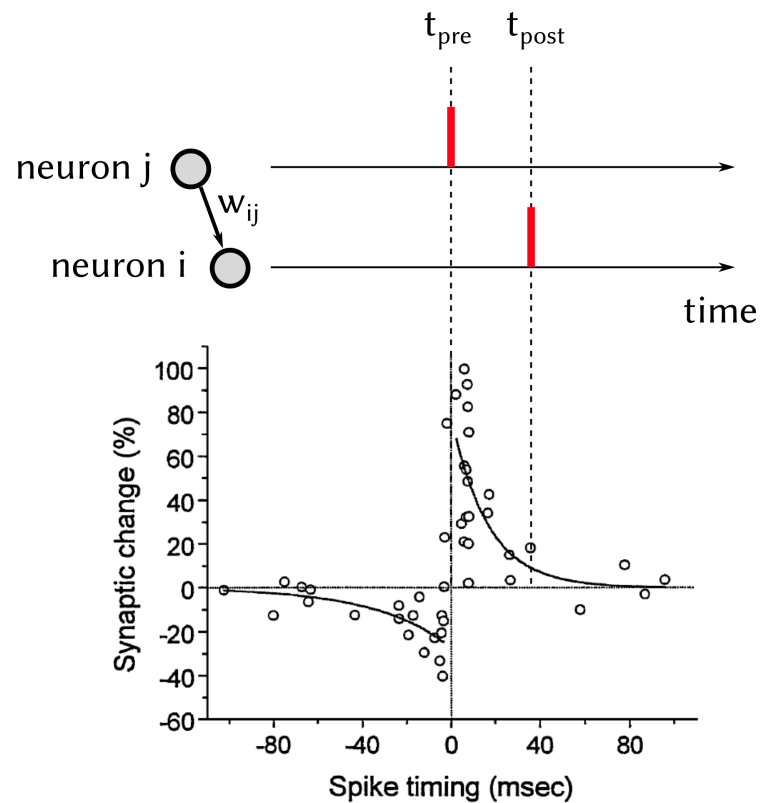 t_pre t_post
neuron j
w_ij
neuron i
time
100
80
60
40
20
0
-20
-40
-60
Synaptic change (%)
-80 -40 0 40 80
Spike timing (msec)